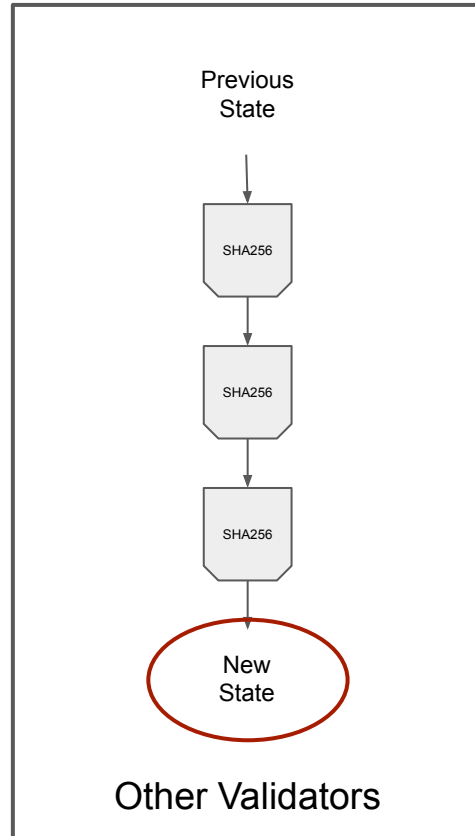 Previous
State
SHA256
SHA256
SHA256
New
State
Other Validators